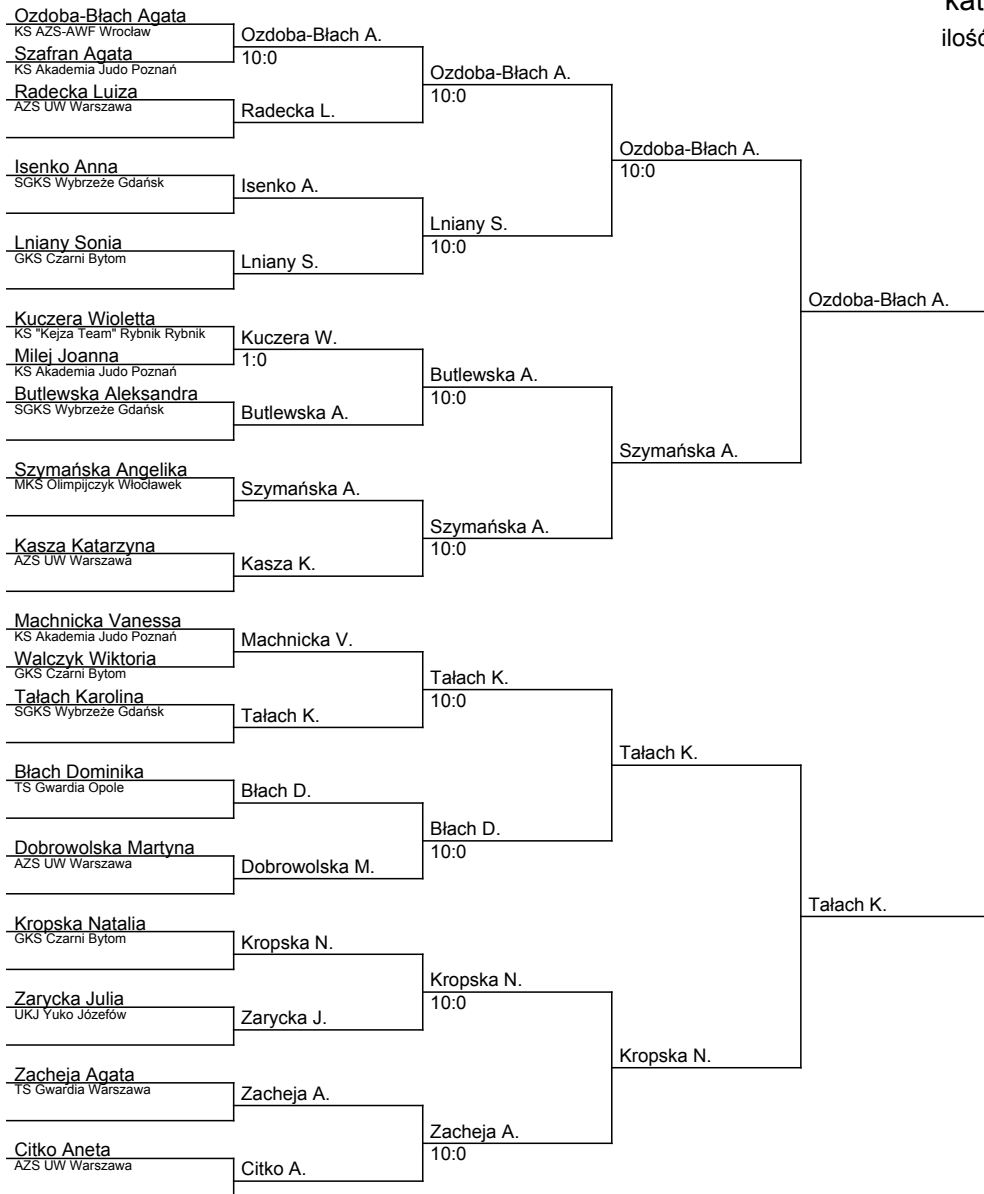 kat
ilość
Ozdoba-Błach Agata
KS AZS-AWF Wrocław
Ozdoba-Błach A.
10:0
Szafran Agata
KS Akademia Judo Poznań
Ozdoba-Błach A.
10:0
Radecka Luiza
AZS UW Warszawa
Radecka L.
Ozdoba-Błach A.
10:0
Isenko Anna
SGKS Wybrzeże Gdańsk
Isenko A.
Lniany S.
10:0
Lniany Sonia
GKS Czarni Bytom
Lniany S.
Ozdoba-Błach A.
Kuczera Wioletta
KS "Kejza Team" Rybnik Rybnik
Kuczera W.
1:0
Milej Joanna
KS Akademia Judo Poznań
Butlewska A.
10:0
Butlewska Aleksandra
SGKS Wybrzeże Gdańsk
Butlewska A.
Szymańska A.
Szymańska Angelika
MKS Olimpijczyk Włocławek
Szymańska A.
Szymańska A.
10:0
Kasza Katarzyna
AZS UW Warszawa
Kasza K.
Machnicka Vanessa
KS Akademia Judo Poznań
Machnicka V.
Walczyk Wiktoria
GKS Czarni Bytom
Tałach K.
10:0
Tałach Karolina
SGKS Wybrzeże Gdańsk
Tałach K.
Tałach K.
Błach Dominika
TS Gwardia Opole
Błach D.
Błach D.
10:0
Dobrowolska Martyna
AZS UW Warszawa
Dobrowolska M.
Tałach K.
Kropska Natalia
GKS Czarni Bytom
Kropska N.
Kropska N.
10:0
Zarycka Julia
UKJ Yuko Józefów
Zarycka J.
Kropska N.
Zacheja Agata
TS Gwardia Warszawa
Zacheja A.
Zacheja A.
10:0
Citko Aneta
AZS UW Warszawa
Citko A.